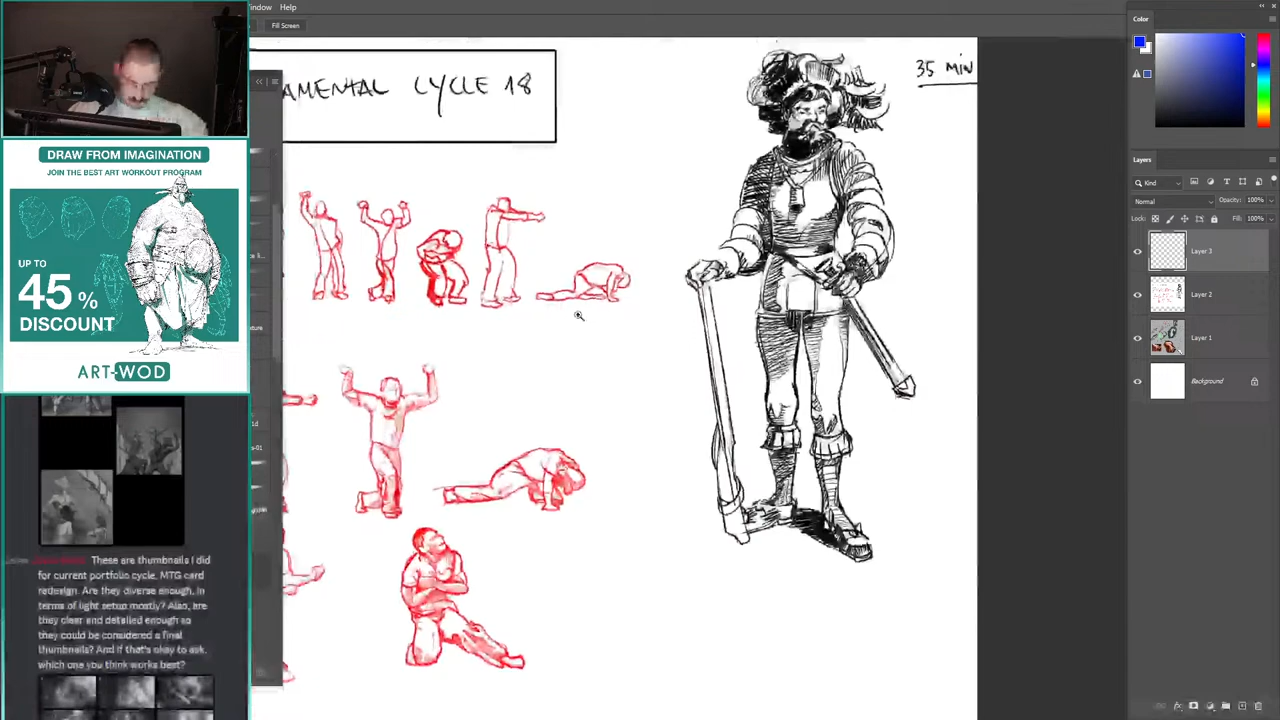 Window Help
Fill Screen
AMENTAL CYCLE 18
35 MIN
Color
DRAW FROM IMAGINATION
JOIN THE BEST ART WORKOUT PROGRAM
UP TO
45 %
DISCOUNT
ART-WOD
Layers
Kind
Normal
Opacity: 100%
Lock:
Fill: 100%
Layer 3
Layer 2
Layer 1
Background
These are thumbnails I did
for current portfolio cycle, MTG card
redesign. Are they diverse enough, in
terms of light setup mostly? Also, are
they clear and detailed enough so
they could be considered a final
thumbnails? And if that's okay to ask,
which one you think works best?